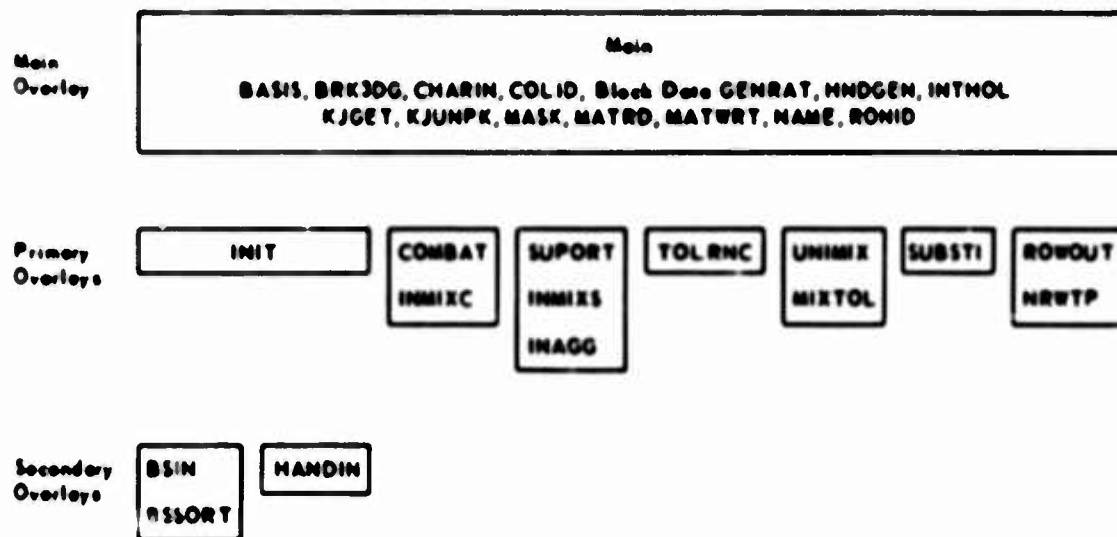 Main
Main
Overlay
BASIS, BRK3DG, CHARIN, COLID, Block Data GENRAT, HNDGEN, INTHOL
KJGET, KJUNPK, MASK, MATRD, MATWRT, NAME, ROWID
Primary
Overlays
INIT
COMBAT
INMIXC
SUPORT
INMIXS
INAGG
TOLRNC
UNIMIX
MIXTOL
SUBSTI
ROWOUT
NRWTP
Secondary
Overlays
BSIN
BSSORT
HANDIN